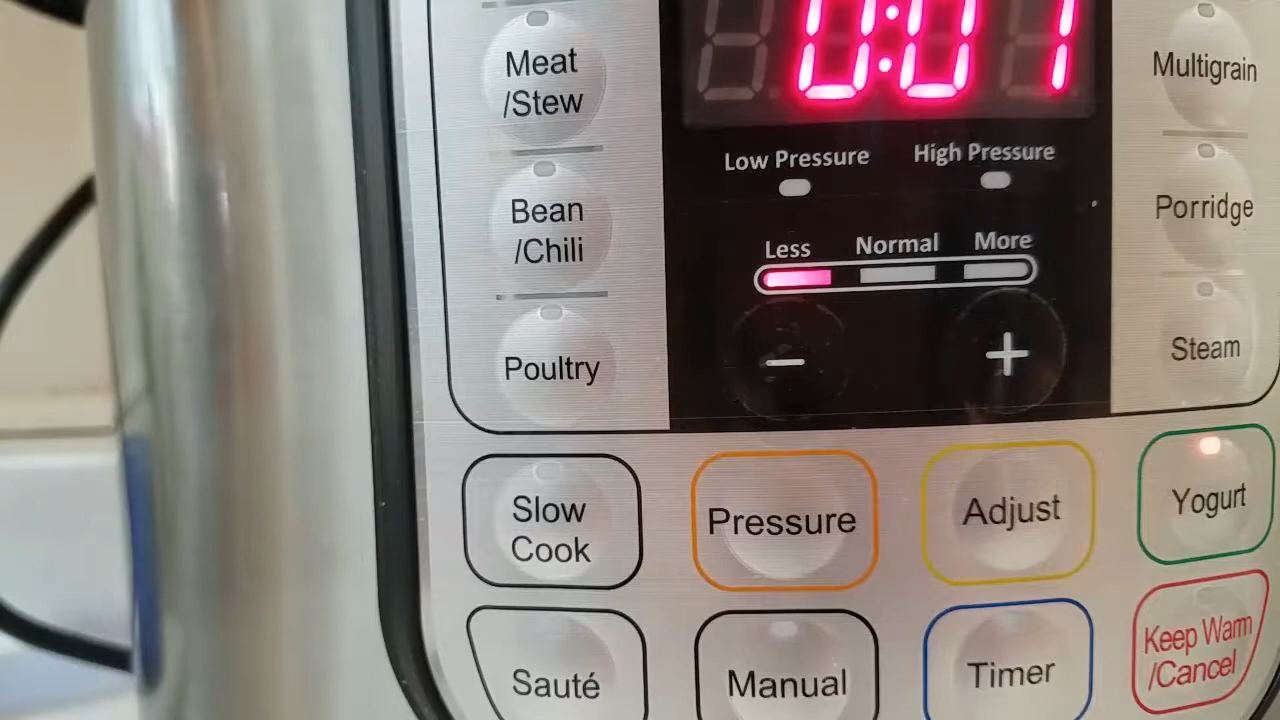 0:01
Meat
/Stew
Multigrain
Low Pressure
High Pressure
Bean
/Chili
Porridge
Less
Normal
More
Poultry
−
+
Steam
Slow
Cook
Pressure
Adjust
Yogurt
Sauté
Manual
Timer
Keep Warm
/Cancel